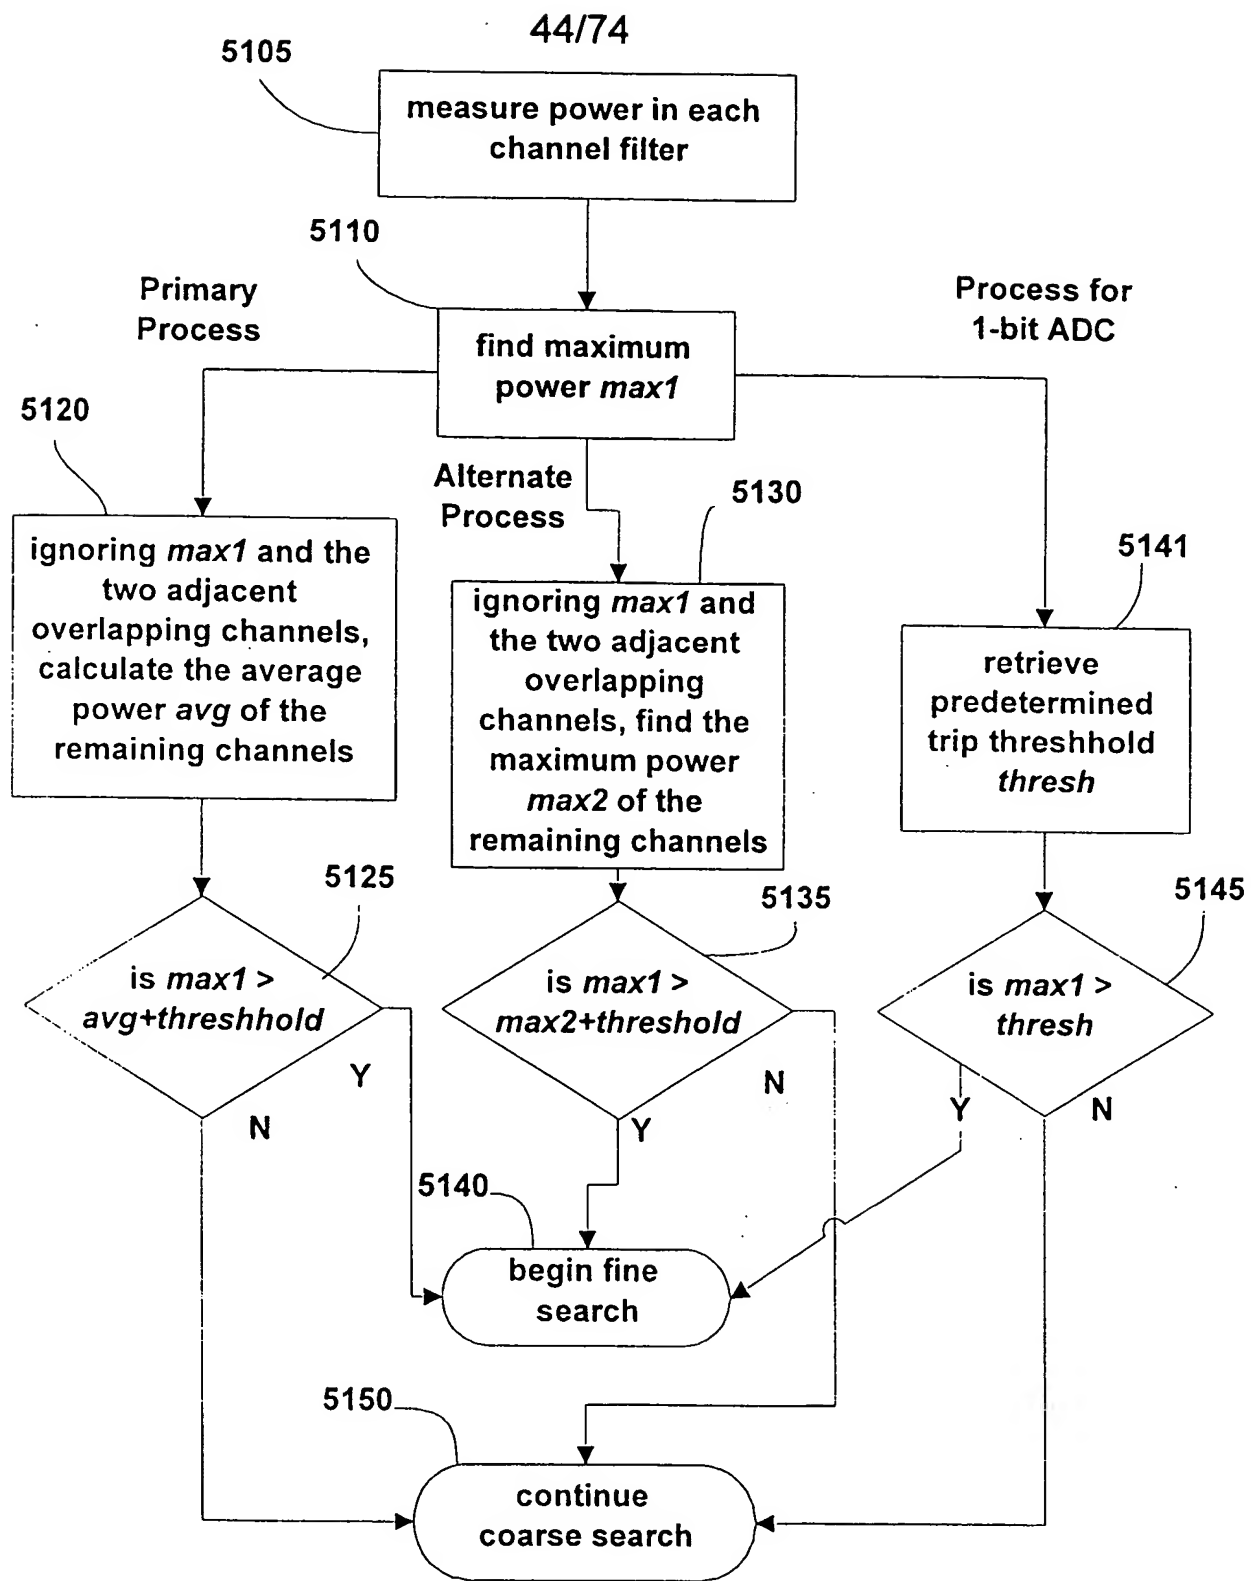 44/74
5105
measure power in each
channel filter
5110
Primary
Process
Process for
1-bit ADC
find maximum
power max1
5120
Alternate
Process
5130
5141
ignoring max1 and the
two adjacent
overlapping channels,
calculate the average
power avg of the
remaining channels
ignoring max1 and
the two adjacent
overlapping
channels, find the
maximum power
max2 of the
remaining channels
retrieve
predetermined
trip threshhold
thresh
5125
5135
5145
is max1 >
avg+threshhold
is max1 >
max2+threshold
is max1 >
thresh
Y
N
N
Y
Y
N
5140
begin fine
search
5150
continue
coarse search